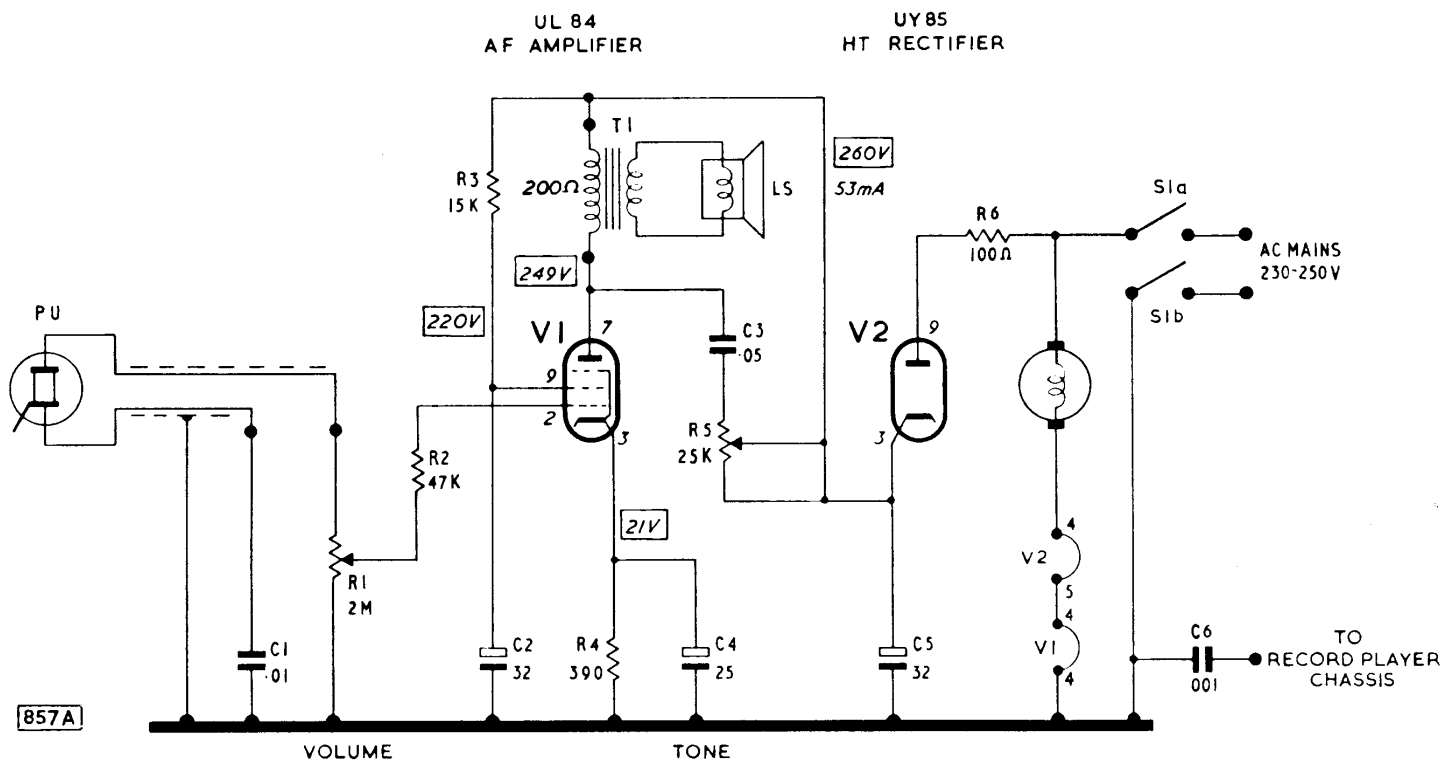 UL 84
AF AMPLIFIER
UY85
HT RECTIFIER
T1
R3
15K
200Ω
LS
260V
53mA
S1a
R6
100Ω
AC MAINS
230-250V
S1b
249V
PU
220V
V1
7
9
2
3
C3
.05
V2
9
3
R5
25K
R2
47K
21V
R1
2M
4
V2
5
4
V1
4
C1
.01
C2
32
R4
390
C4
25
C5
32
C6
001
TO
RECORD PLAYER
CHASSIS
857A
VOLUME
TONE